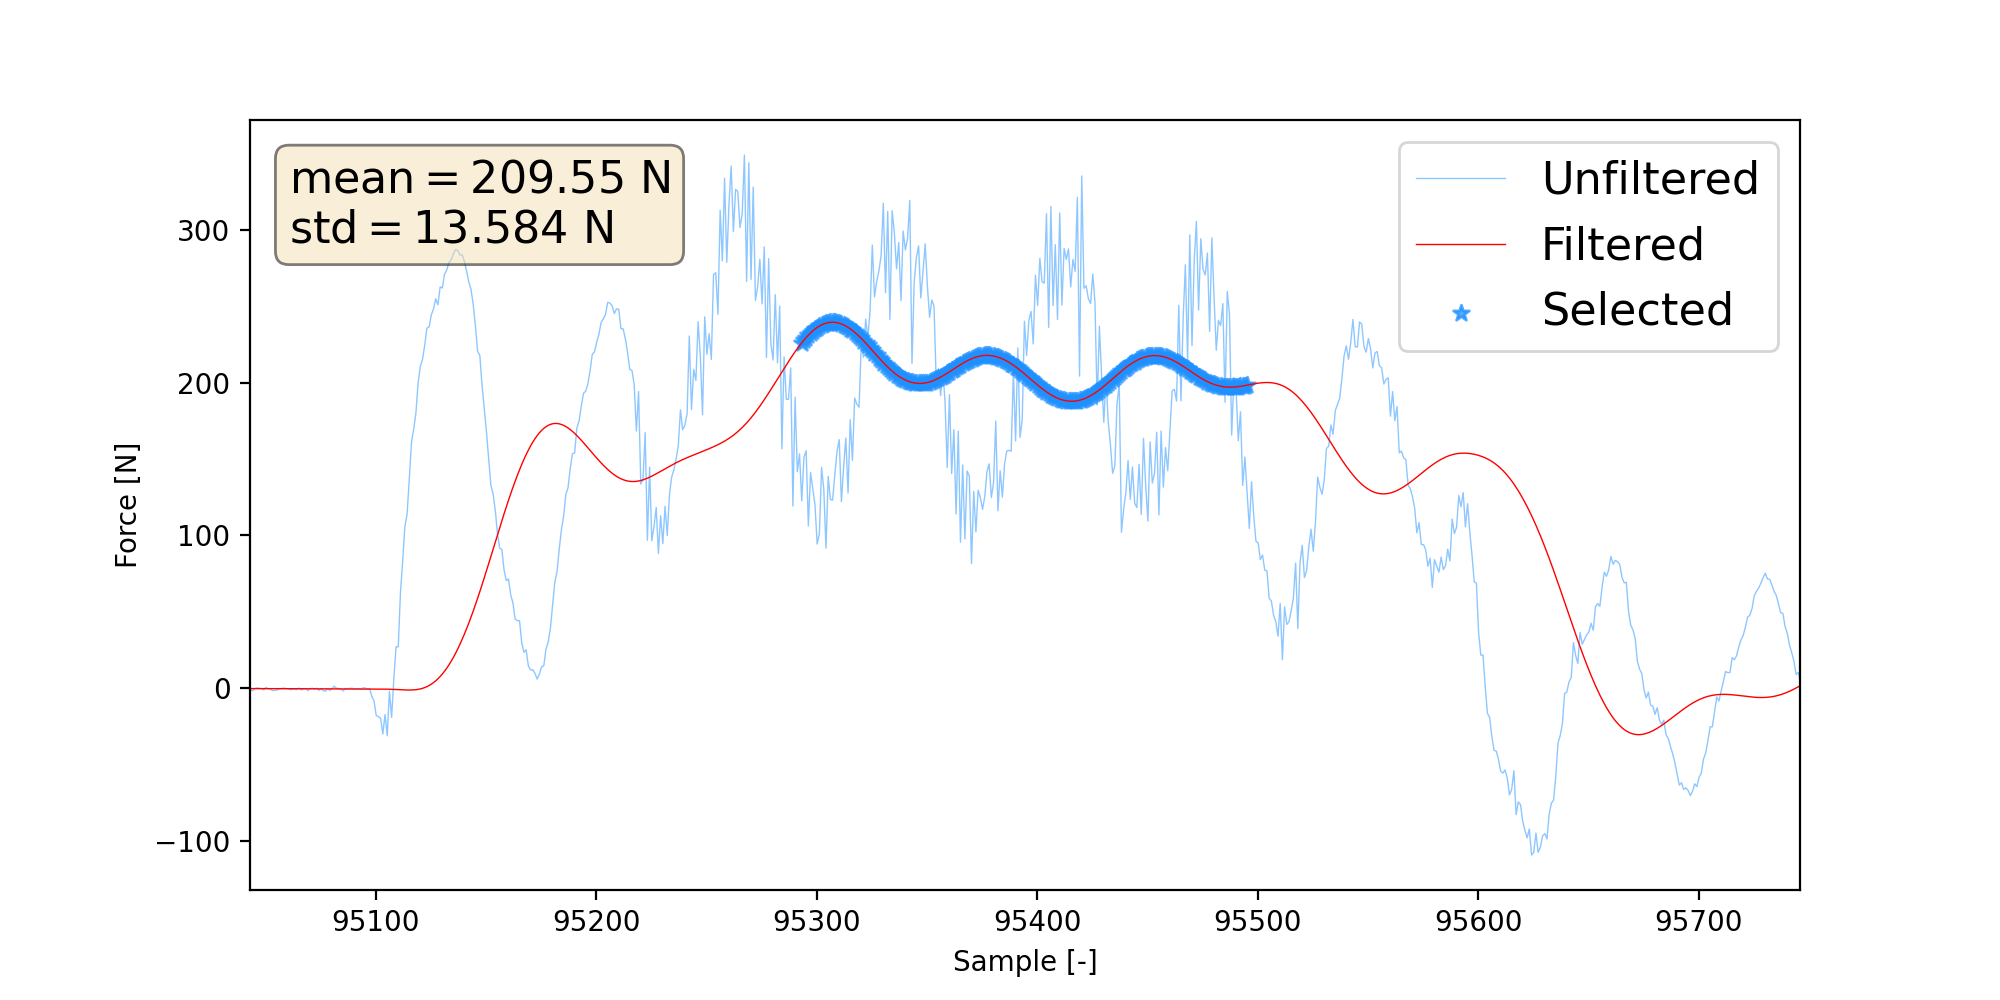 mean = 209.55 N
std = 13.584 N
Unfiltered
Filtered
Selected
Force [N]
300
200
100
0
−100
95100 95200 95300 95400 95500 95600 95700
Sample [-]